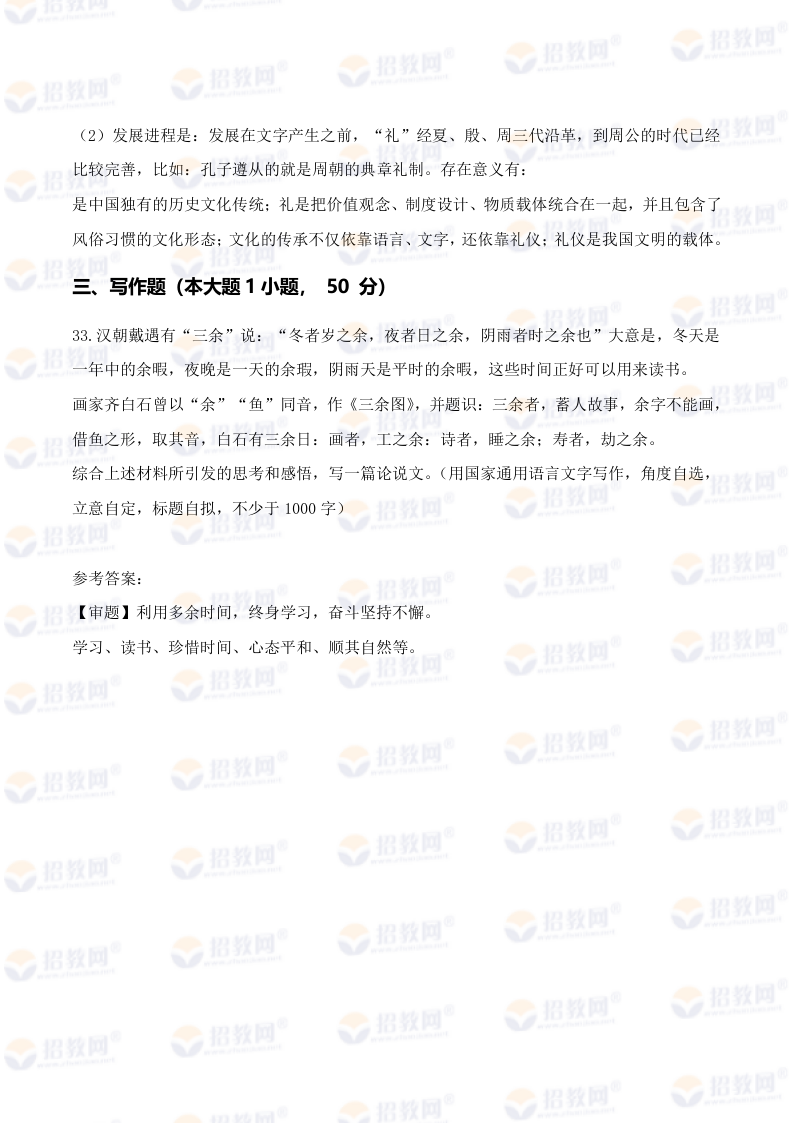 （2）发展进程是：发展在文字产生之前，“礼”经夏、殷、周三代沿革，到周公的时代已经
比较完善，比如：孔子遵从的就是周朝的典章礼制。存在意义有：
是中国独有的历史文化传统；礼是把价值观念、制度设计、物质载体统合在一起，并且包含了
风俗习惯的文化形态；文化的传承不仅依靠语言、文字，还依靠礼仪；礼仪是我国文明的载体。
三、写作题（本大题 1 小题， 50 分）
33.汉朝戴遇有“三余”说：“冬者岁之余，夜者日之余，阴雨者时之余也”大意是，冬天是
一年中的余暇，夜晚是一天的余瑕，阴雨天是平时的余暇，这些时间正好可以用来读书。
画家齐白石曾以“余”“鱼”同音，作《三余图》，并题识：三余者，蓄人故事，余字不能画，
借鱼之形，取其音，白石有三余日：画者，工之余：诗者，睡之余；寿者，劫之余。
综合上述材料所引发的思考和感悟，写一篇论说文。（用国家通用语言文字写作，角度自选，
立意自定，标题自拟，不少于 1000 字）
参考答案：
【审题】利用多余时间，终身学习，奋斗坚持不懈。
学习、读书、珍惜时间、心态平和、顺其自然等。
招教网